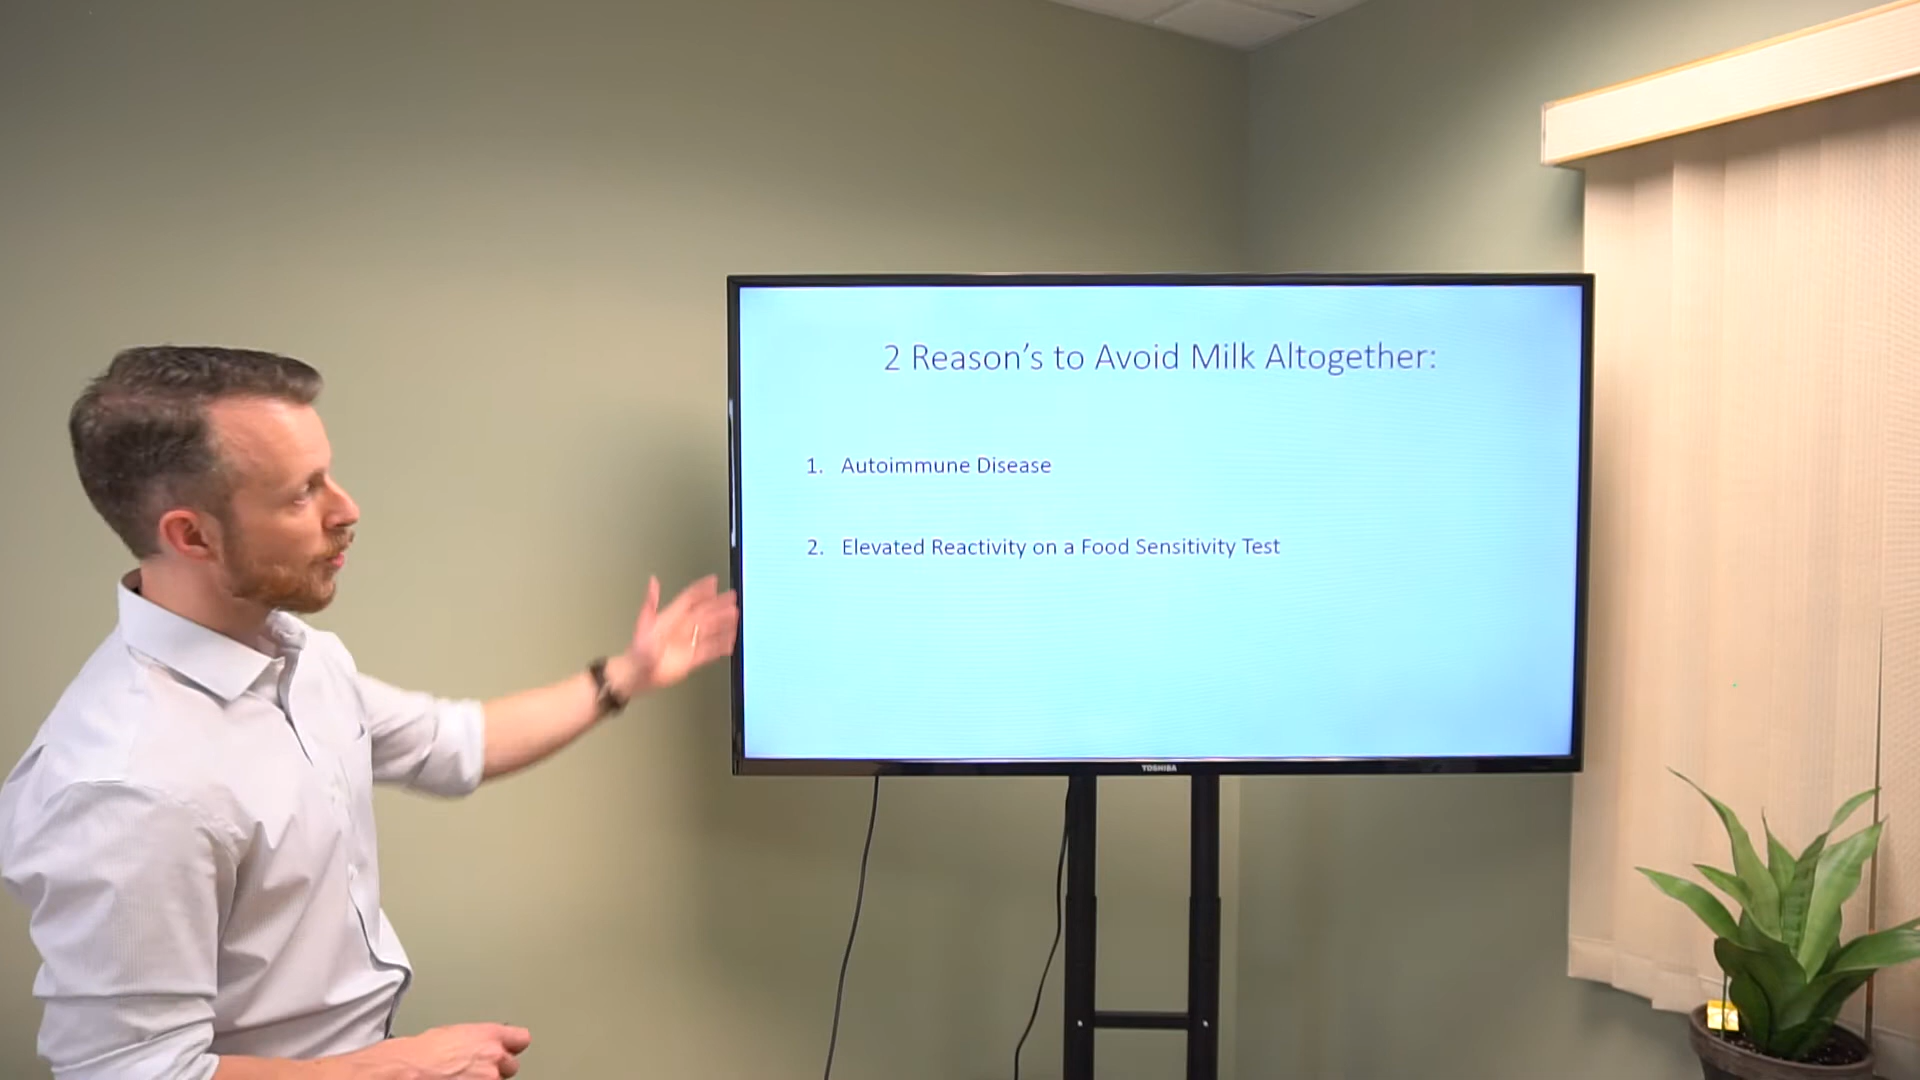 2 Reason's to Avoid Milk Altogether:
1. Autoimmune Disease
2. Elevated Reactivity on a Food Sensitivity Test
TOSHIBA